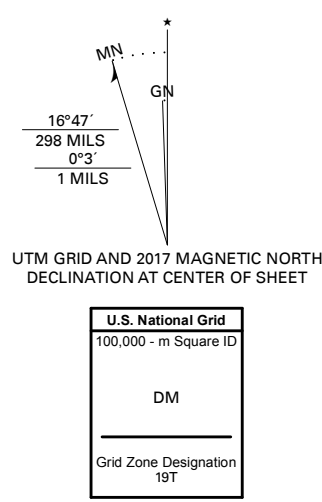 ★
MN
GN
16°47´
298 MILS
0°3´
1 MILS
UTM GRID AND 2017 MAGNETIC NORTH
DECLINATION AT CENTER OF SHEET
U.S. National Grid
100,000 - m Square ID
DM
Grid Zone Designation
19T